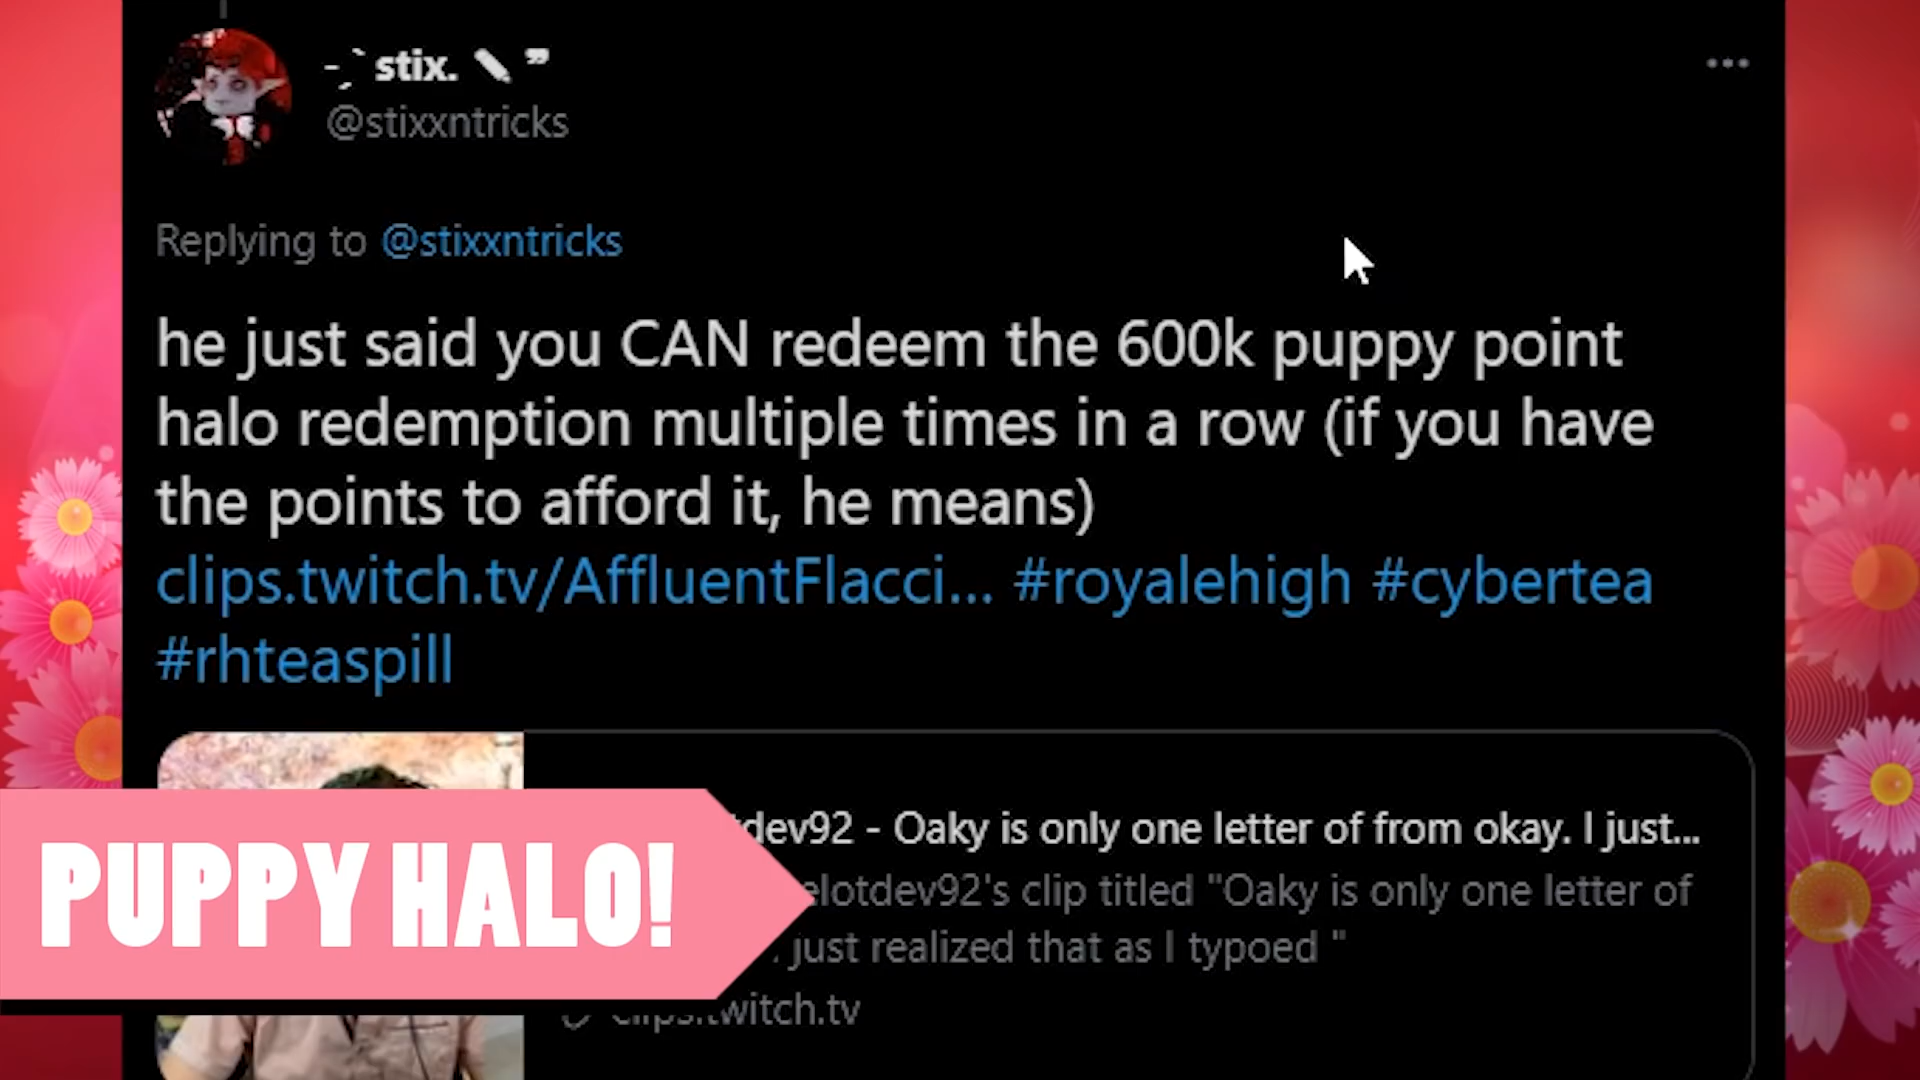 -ˏˋ stix. ✎ ❞
@stixxntricks
Replying to @stixxntricks
he just said you CAN redeem the 600k puppy point
halo redemption multiple times in a row (if you have
the points to afford it, he means)
clips.twitch.tv/AffluentFlacci... #royalehigh #cybertea
#rhteaspill
dev92 - Oaky is only one letter of from okay. I just...
elotdev92's clip titled "Oaky is only one letter of
just realized that as I typoed "
clips.twitch.tv
PUPPY HALO!